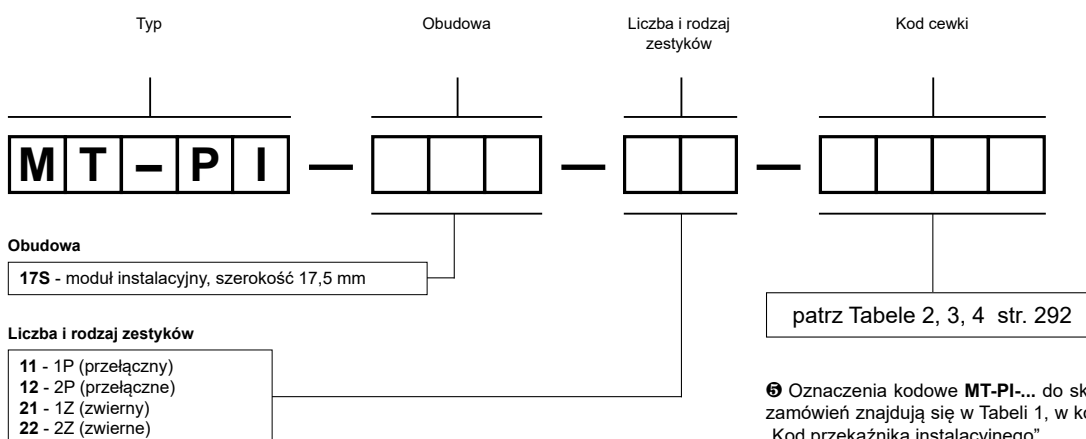 Typ
Obudowa
Liczba i rodzaj
zestyków
Kod cewki
MT-PI — —  —
Obudowa
17S - moduł instalacyjny, szerokość 17,5 mm
Liczba i rodzaj zestyków
11 - 1P (przełączny)
12 - 2P (przełączne)
21 - 1Z (zwierny)
22 - 2Z (zwierne)
patrz Tabele 2, 3, 4 str. 292
❺ Oznaczenia kodowe MT-PI-... do
zamówień znajdują się w Tabeli 1, w
„Kod przekaźnika instalacyjnego”